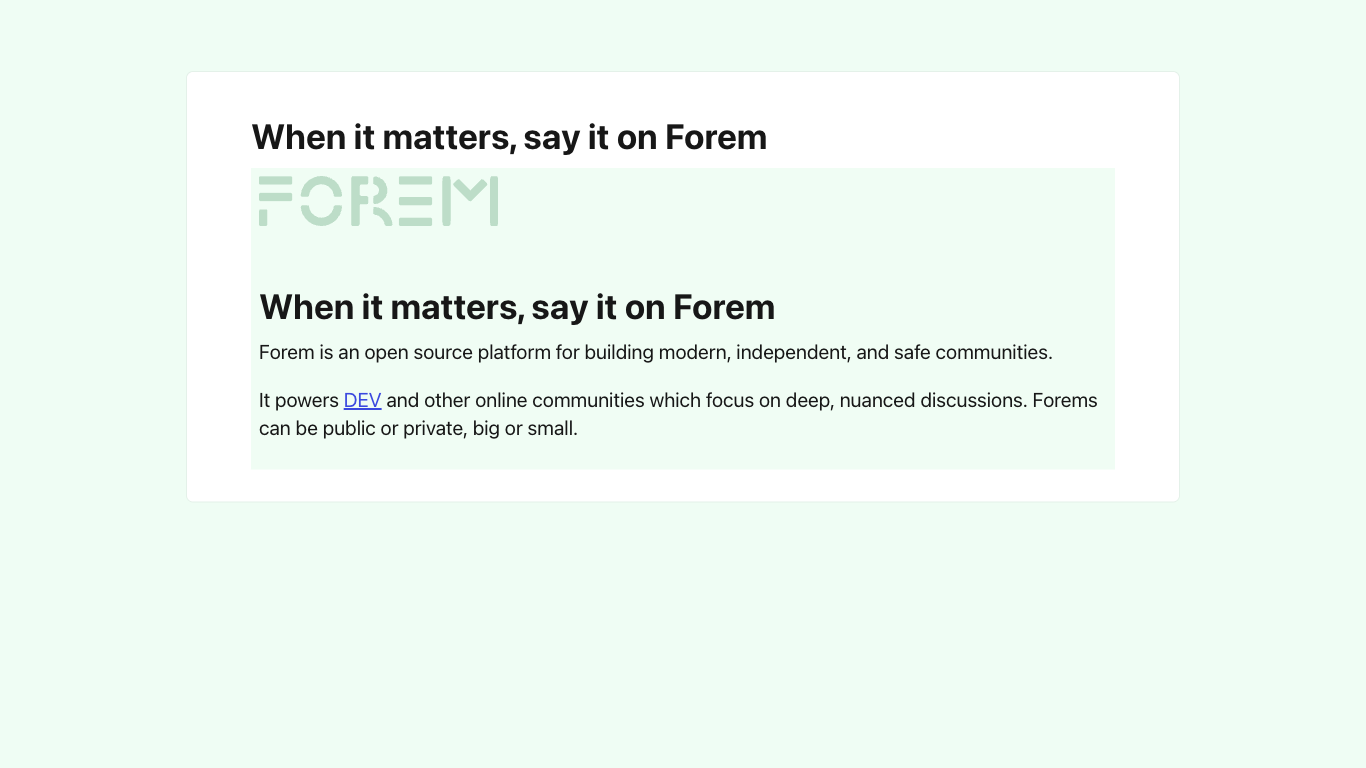 When it matters, say it on Forem
FOREM
When it matters, say it on Forem
Forem is an open source platform for building modern, independent, and safe communities.
It powers DEV and other online communities which focus on deep, nuanced discussions. Forems
can be public or private, big or small.